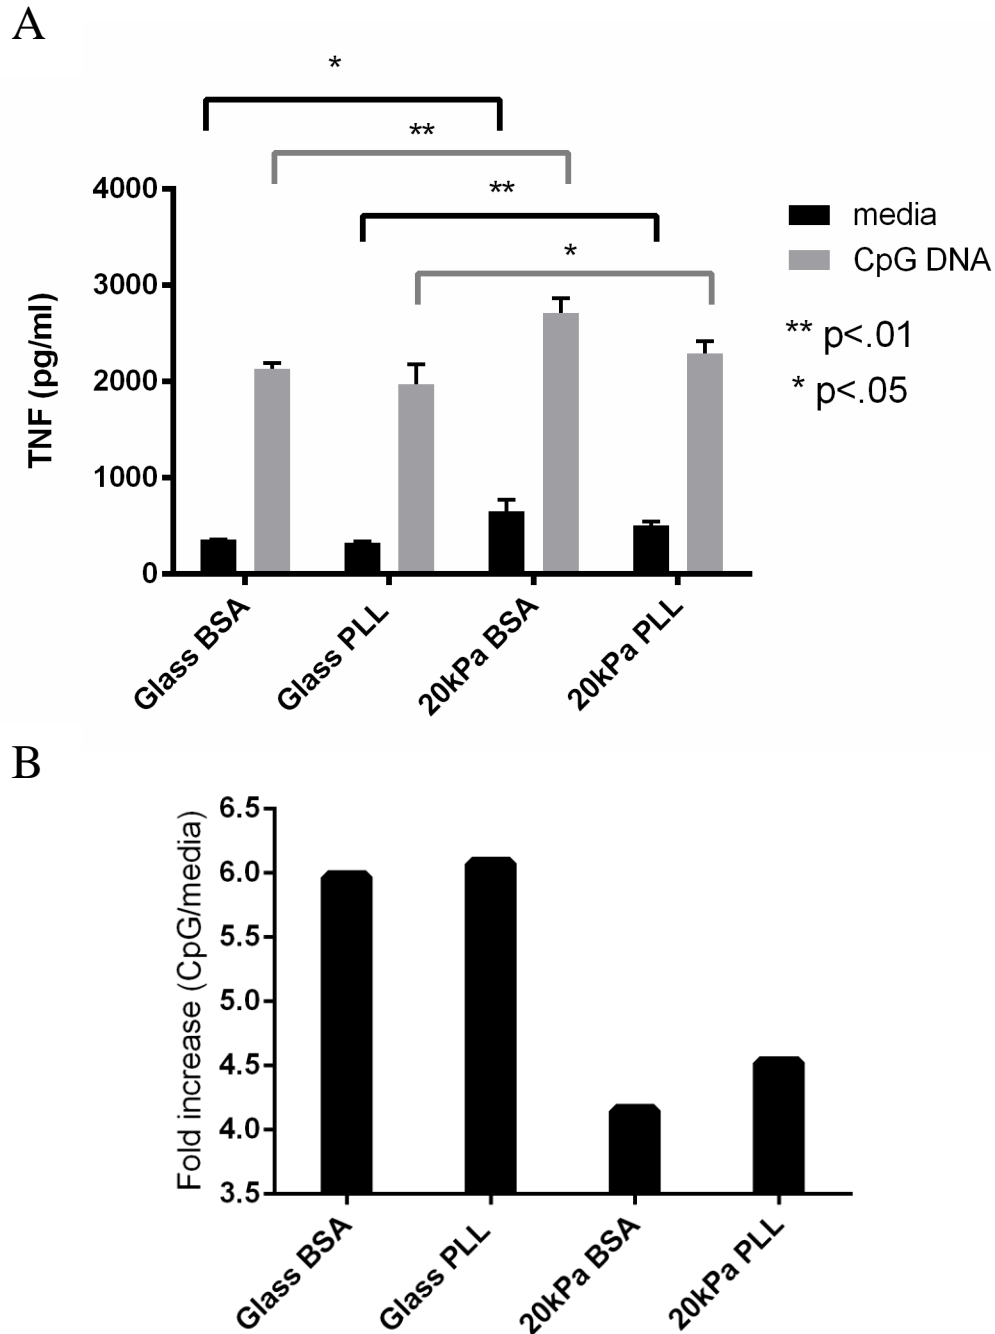 A
*
**
**
*
4000
3000
2000
1000
0
TNF (pg/ml)
media
CpG DNA
** p<.01
* p<.05
Glass BSA
Glass PLL
20kPa BSA
20kPa PLL
B
6.5
6.0
5.5
5.0
4.5
4.0
3.5
Fold increase (CpG/media)
Glass BSA
Glass PLL
20kPa BSA
20kPa PLL